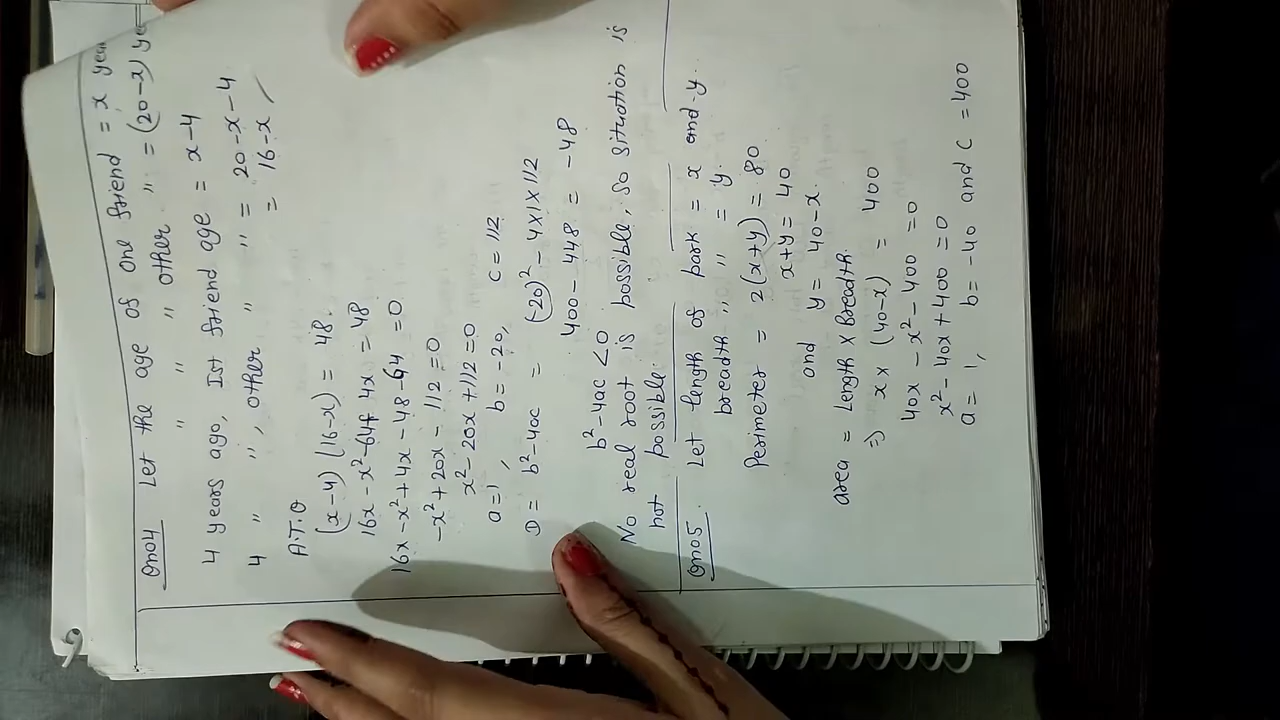 Qno4 Let the age of one friend = x year
" " " other " = (20-x) ye
4 years ago, Ist friend age = x-4
4 " ", other " " = 20-x-4
= 16-x
A.T.Q
(x-4) (16-x) = 48.
16x - x² - 64 + 4x = 48
16x - x² + 4x - 48 - 64 = 0
-x² + 20x - 112 = 0
x² - 20x + 112 = 0
a=1, b = -20, c = 112
D = b² - 4ac = (-20)² - 4x1x112
400 - 448 = -48
b² - 4ac < 0
No real root is possible, so situation is
not possible.
Qno5. Let length of park = x and y.
breadth " " = y.
Perimeter = 2(x+y) = 80
x+y = 40
and y = 40-x.
area = Length x Breadth.
⇒ x x (40-x) = 400
40x - x² - 400 = 0
x² - 40x + 400 = 0
a = 1, b = -40 and c = 400